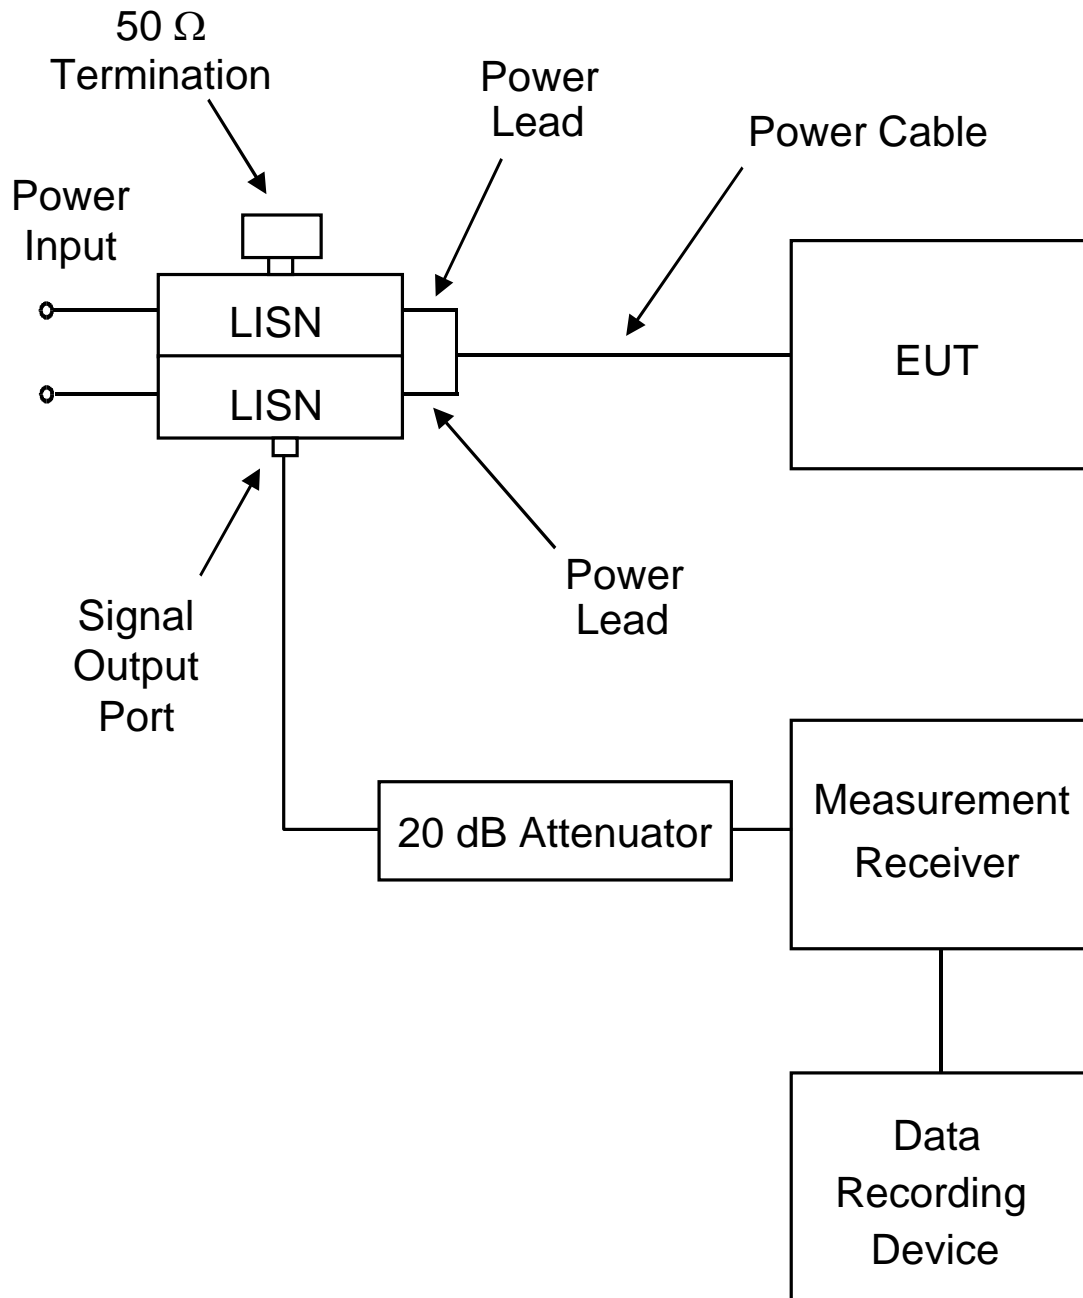 50 Ω
Termination
Power
Lead
Power Cable
Power
Input
LISN
LISN
EUT
Power
Lead
Signal
Output
Port
20 dB Attenuator
Measurement
Receiver
Data
Recording
Device